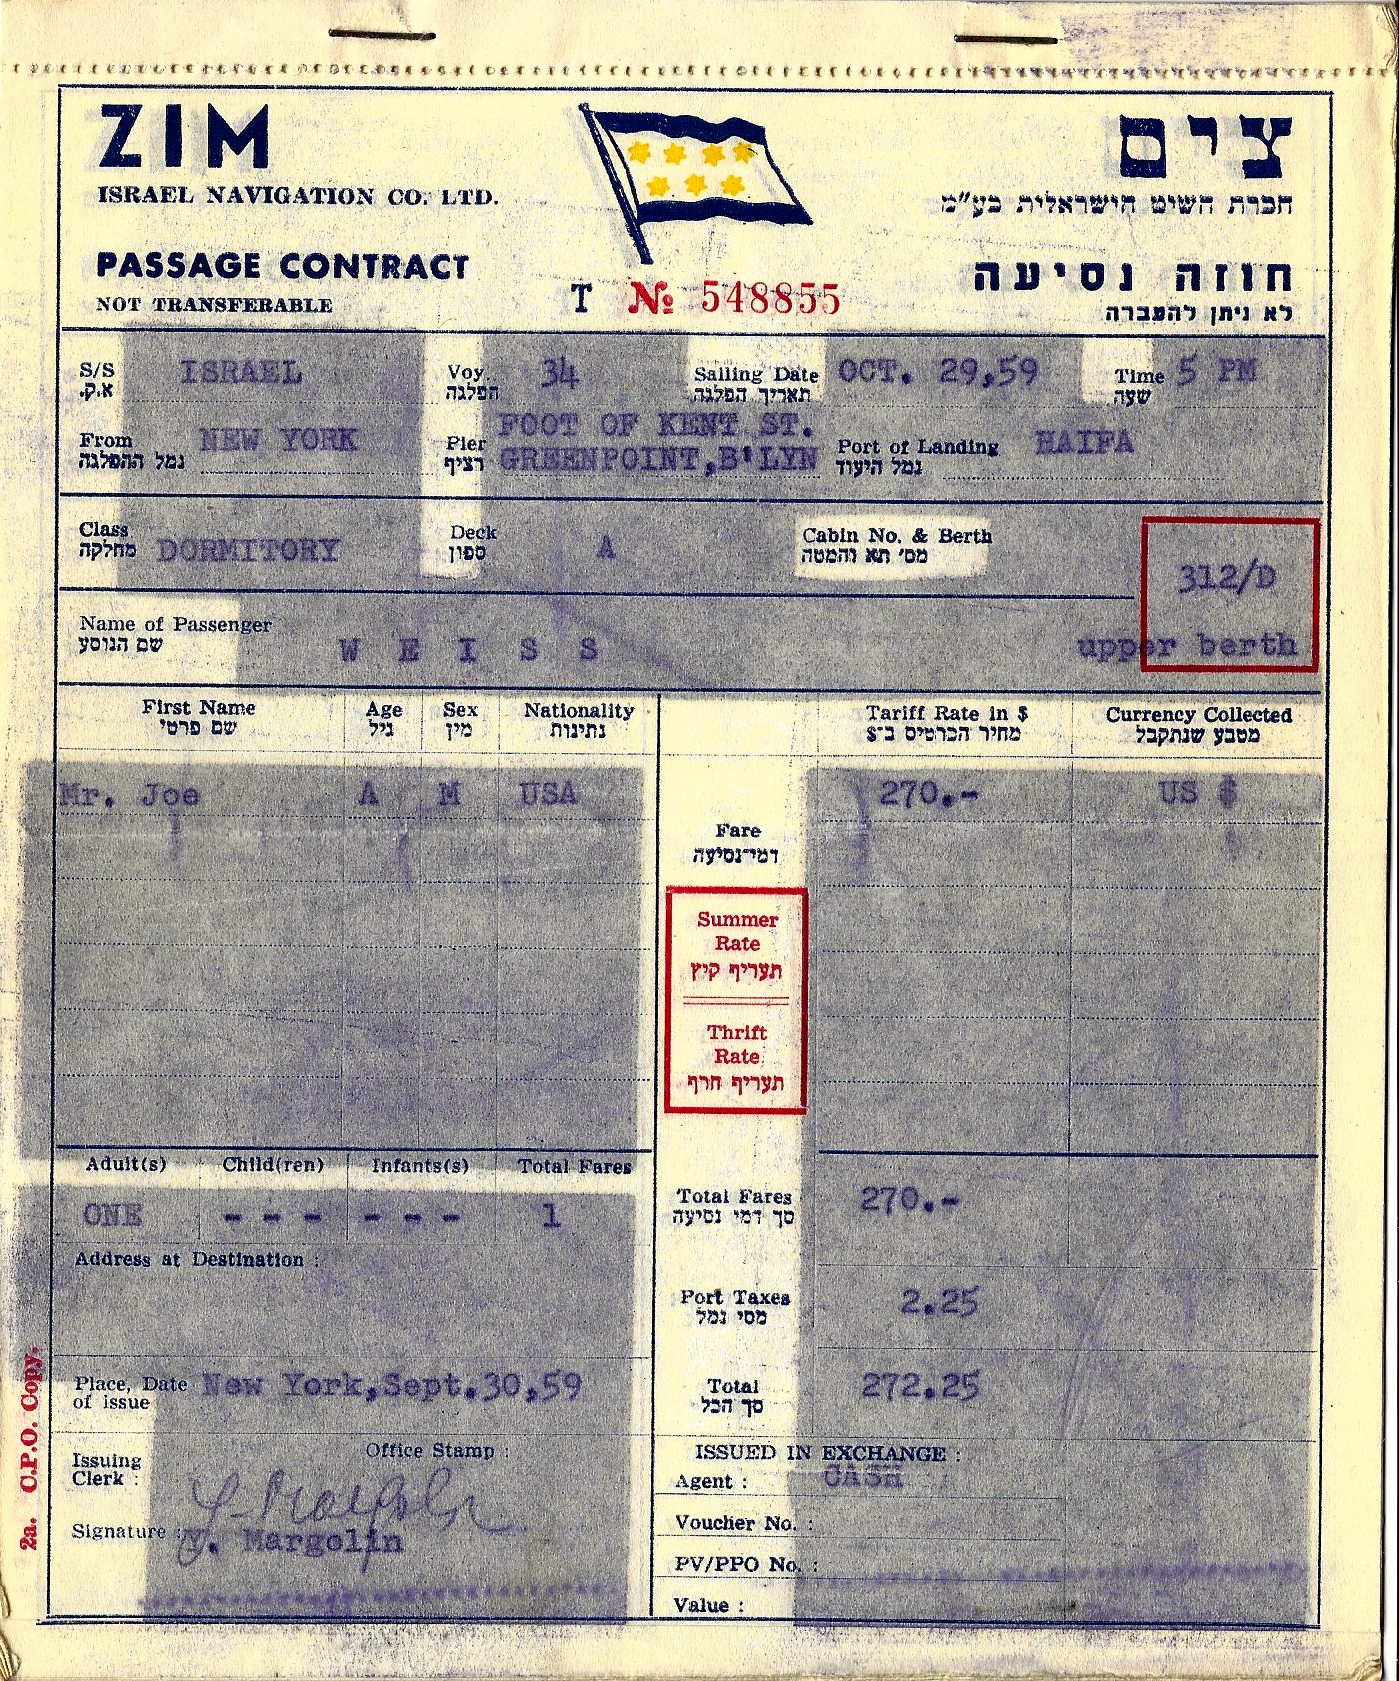 ZIM
צים
ISRAEL NAVIGATION CO. LTD.
חברת השיט הישראלית בע"מ
PASSAGE CONTRACT
חוזה נסיעה
NOT TRANSFERABLE
לא ניתן להעברה
T № 548855
S/S ISRAEL Voy. 34 Sailing Date OCT. 29,59 Time 5 PM
א.ק. הפלגה תאריך הפלגה שעה
From NEW YORK Pier FOOT OF KENT ST. Port of Landing HAIFA
נמל ההפלגה רציף GREENPOINT,B'LYN נמל היעוד
Class DORMITORY Deck A Cabin No. & Berth 312/D
מחלקה ספון מס' תא והמטה
Name of Passenger W E I S S upper berth
שם הנוסע
First Name Age Sex Nationality Tariff Rate in $ Currency Collected
שם פרטי גיל מין נתינות מחיר הכרטיס ב-$ מטבע שנתקבל
Mr. Joe A M USA 270.- US $
Fare
דמי-נסיעה
Summer
Rate
תעריף קיץ
Thrift
Rate
תעריף חרף
Adult(s) Child(ren) Infants(s) Total Fares
ONE - - - - - - 1
Total Fares 270.-
סך דמי נסיעה
Address at Destination :
Port Taxes 2.25
מסי נמל
Place, Date New York,Sept.30,59
of issue
Total 272.25
סך הכל
Issuing
Clerk :
Office Stamp :
Signature : Y. Margolin
Y. Margolin
ISSUED IN EXCHANGE :
Agent : CASH
Voucher No. :
PV/PPO No. :
Value :
2a. C.P.O. Copy.